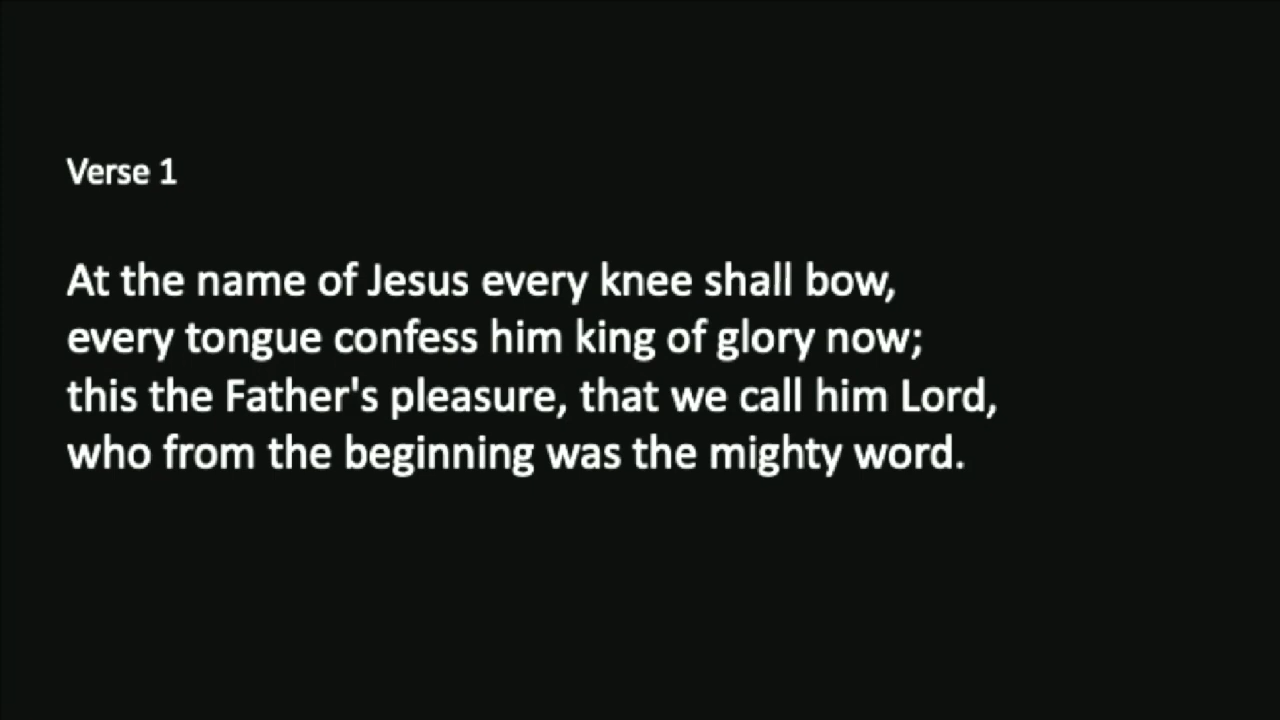 Verse 1
At the name of Jesus every knee shall bow,
every tongue confess him king of glory now;
this the Father's pleasure, that we call him Lord,
who from the beginning was the mighty word.